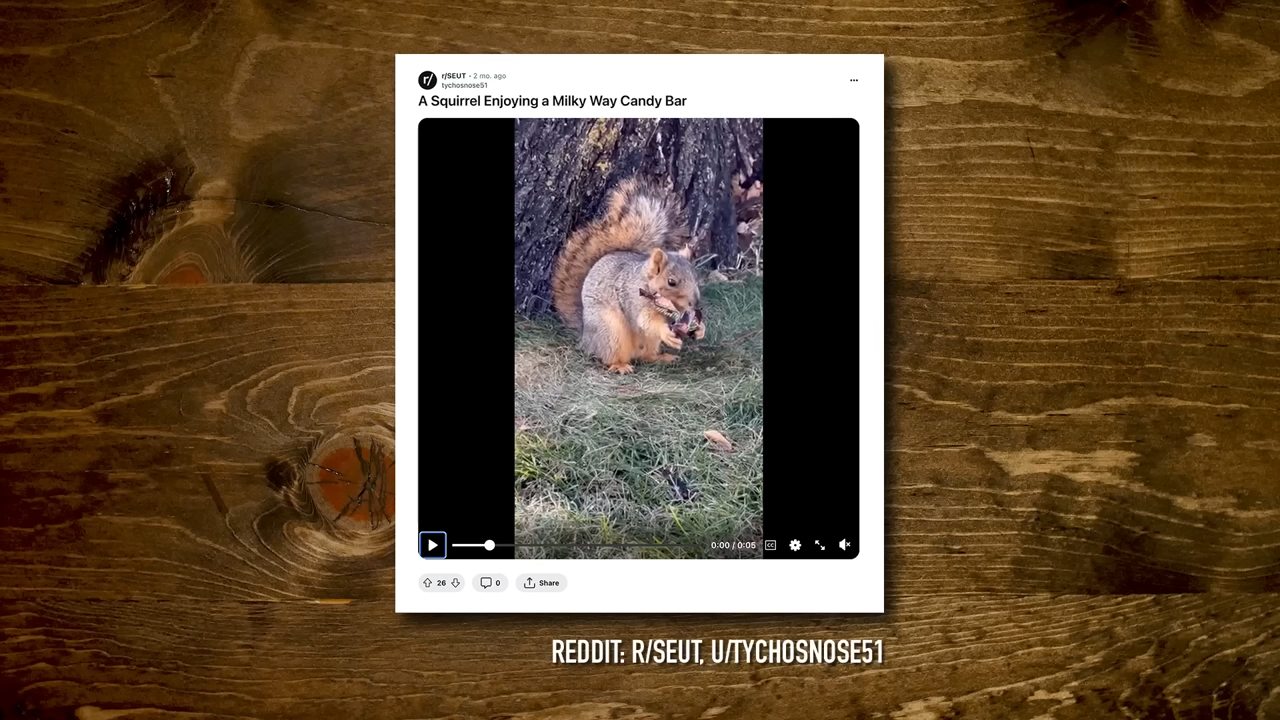 r/SEUT • 2 mo. ago
tychosnose51
A Squirrel Enjoying a Milky Way Candy Bar
0:00 / 0:05
CC
26
0
Share
REDDIT: R/SEUT, U/TYCHOSNOSE51